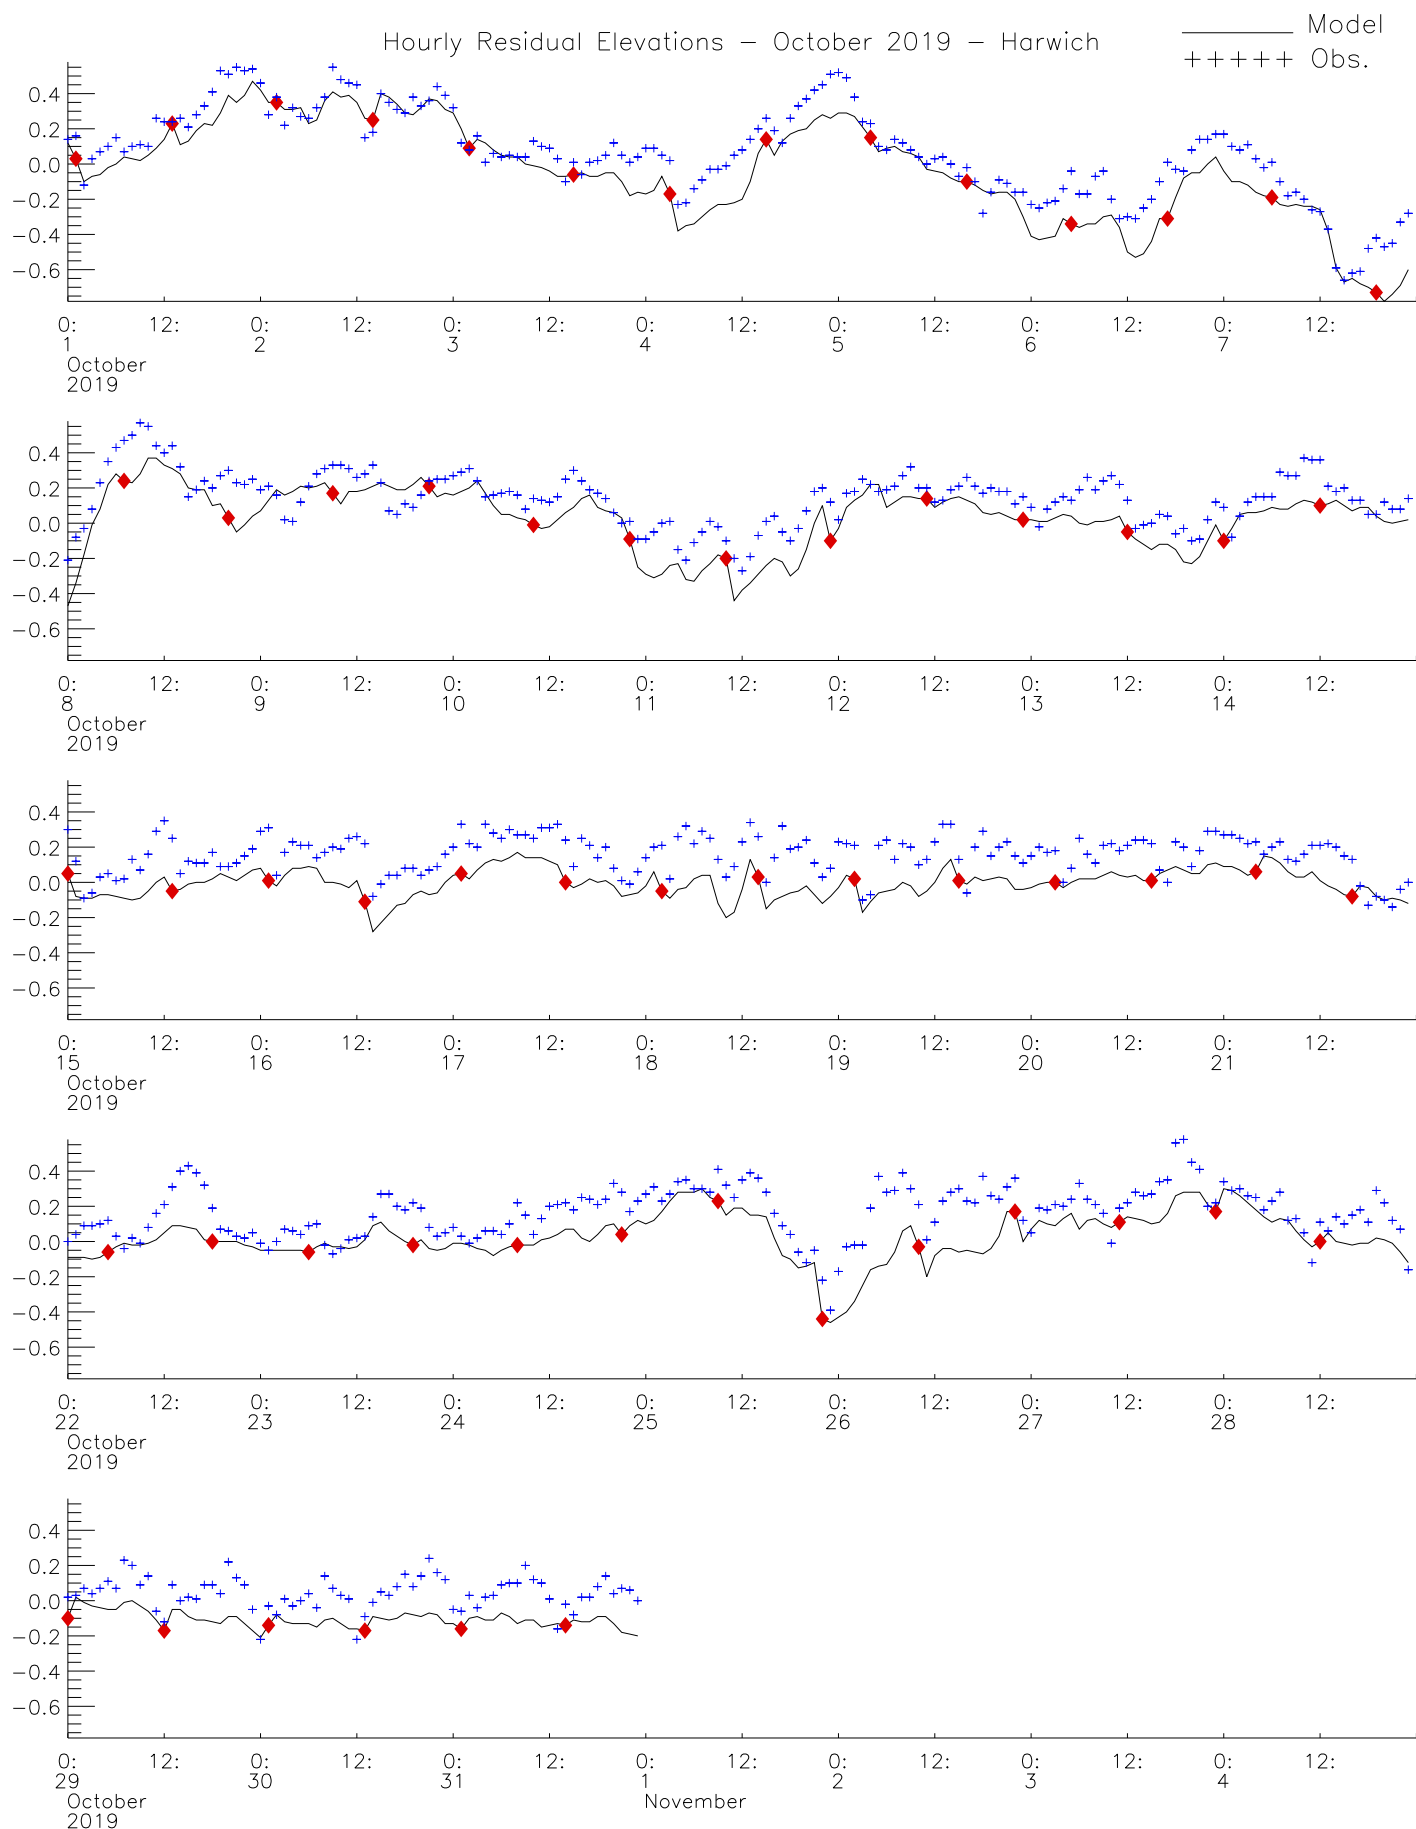 Hourly Residual Elevations − October 2019 − Harwich
Model
+++++ Obs.
0.4
0.2
0.0
−0.2
−0.4
−0.6
0: 12: 0: 12: 0: 12: 0: 12: 0: 12: 0: 12: 0: 12:
1 2 3 4 5 6 7
October
2019
0.4
0.2
0.0
−0.2
−0.4
−0.6
0: 12: 0: 12: 0: 12: 0: 12: 0: 12: 0: 12: 0: 12:
8 9 10 11 12 13 14
October
2019
0.4
0.2
0.0
−0.2
−0.4
−0.6
0: 12: 0: 12: 0: 12: 0: 12: 0: 12: 0: 12: 0: 12:
15 16 17 18 19 20 21
October
2019
0.4
0.2
0.0
−0.2
−0.4
−0.6
0: 12: 0: 12: 0: 12: 0: 12: 0: 12: 0: 12: 0: 12:
22 23 24 25 26 27 28
October
2019
0.4
0.2
0.0
−0.2
−0.4
−0.6
0: 12: 0: 12: 0: 12: 0: 12: 0: 12: 0: 12: 0: 12:
29 30 31 1 2 3 4
October November
2019